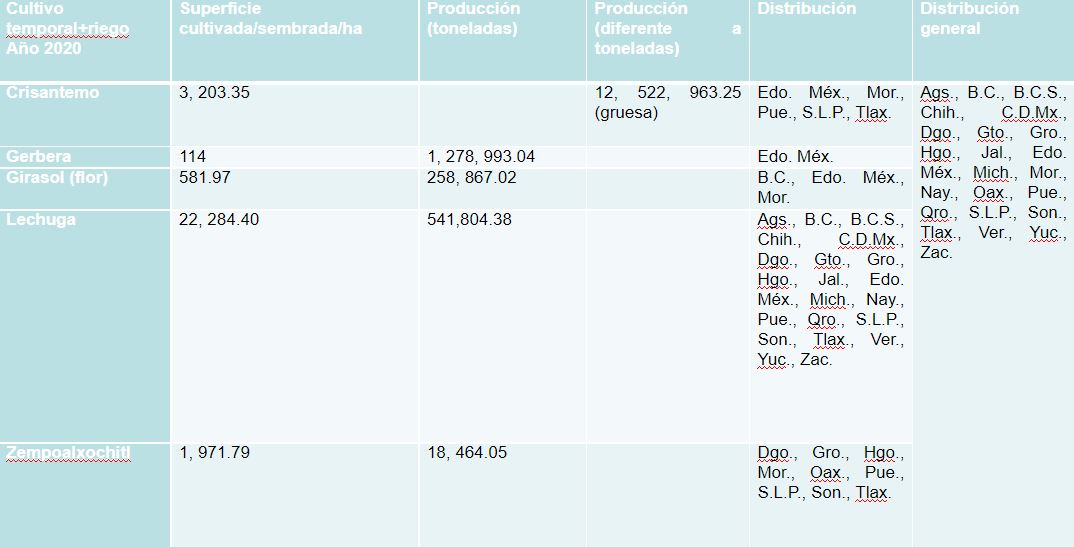 Cultivo
temporal+riego
Año 2020
Superficie
cultivada/sembrada/ha
Producción
(toneladas)
Producción
(diferente a
toneladas)
Distribución
Distribución
general
Crisantemo
3, 203.35
12, 522, 963.25
(gruesa)
Edo. Méx., Mor.,
Pue., S.L.P., Tlax.
Ags., B.C., B.C.S.,
Chih., C.D.Mx.,
Dgo., Gto., Gro.,
Hgo., Jal., Edo.
Méx., Mich., Mor.,
Nay., Oax., Pue.,
Qro., S.L.P., Son.,
Tlax., Ver., Yuc.,
Zac.
Gerbera
114
1, 278, 993.04
Edo. Méx.
Girasol (flor)
581.97
258, 867.02
B.C., Edo. Méx.,
Mor.
Lechuga
22, 284.40
541,804.38
Ags., B.C., B.C.S.,
Chih., C.D.Mx.,
Dgo., Gto., Gro.,
Hgo., Jal., Edo.
Méx., Mich., Nay.,
Pue., Qro., S.L.P.,
Son., Tlax., Ver.,
Yuc., Zac.
Zempoalxochitl
1, 971.79
18, 464.05
Dgo., Gro., Hgo.,
Mor., Oax., Pue.,
S.L.P., Son., Tlax.